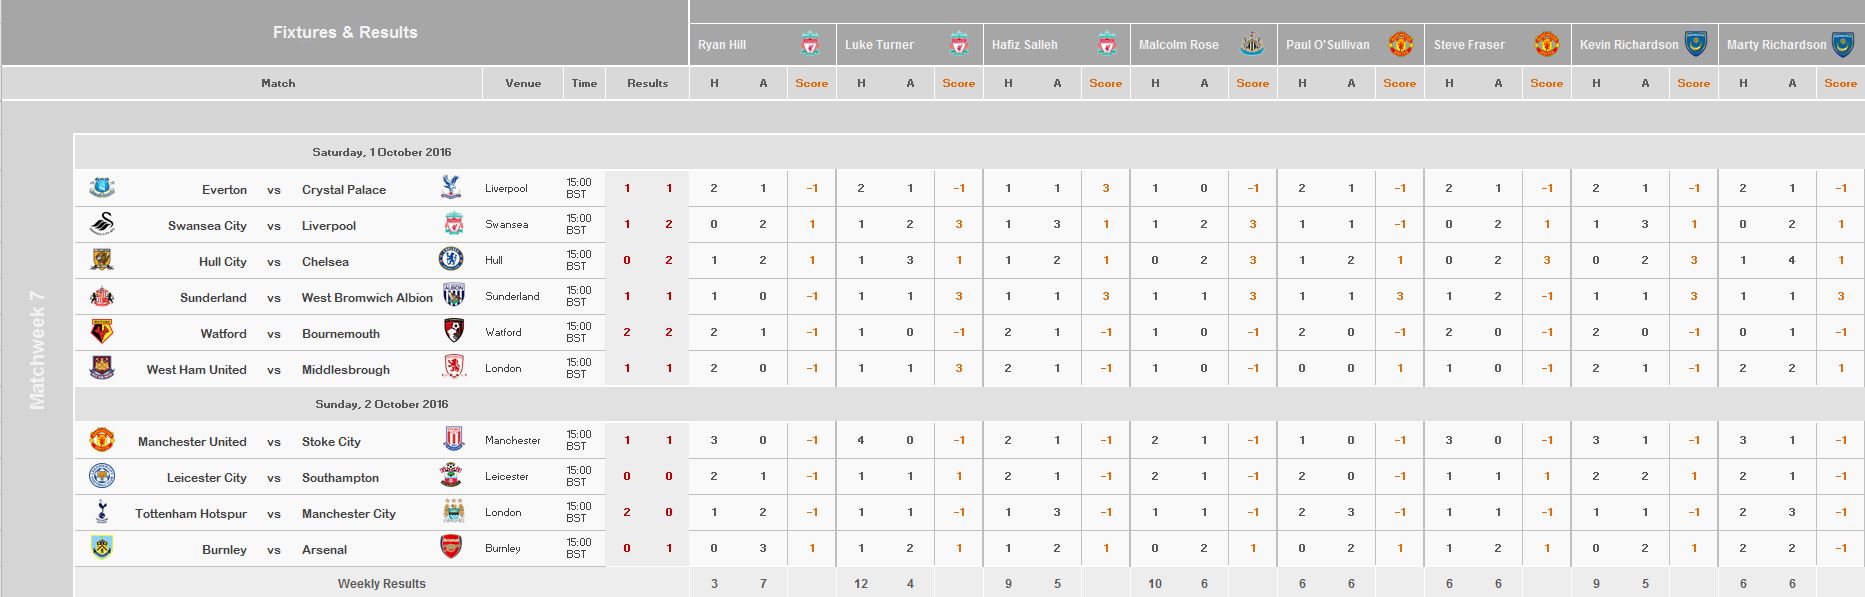 Fixtures & Results
Ryan Hill Luke Turner Hafiz Salleh Malcolm Rose Paul O'Sullivan Steve Fraser Kevin Richardson Marty Richardson
Match Venue Time Results H A Score H A Score H A Score H A Score H A Score H A Score H A Score H A Score
Matchweek 7
Saturday, 1 October 2016
Everton vs Crystal Palace Liverpool 15:00 BST 1 1 2 1 -1 2 1 -1 1 1 3 1 0 -1 2 1 -1 2 1 -1 2 1 -1 2 1 -1
Swansea City vs Liverpool Swansea 15:00 BST 1 2 0 2 1 1 2 3 1 3 1 1 2 3 1 1 -1 0 2 1 1 3 1 0 2 1
Hull City vs Chelsea Hull 15:00 BST 0 2 1 2 1 1 3 1 1 2 1 0 2 3 1 2 1 0 2 3 0 2 3 1 4 1
Sunderland vs West Bromwich Albion Sunderland 15:00 BST 1 1 1 0 -1 1 1 3 1 1 3 1 1 3 1 1 3 1 2 -1 1 1 3 1 1 3
Watford vs Bournemouth Watford 15:00 BST 2 2 2 1 -1 1 0 -1 2 1 -1 1 0 -1 2 0 -1 2 0 -1 2 0 -1 0 1 -1
West Ham United vs Middlesbrough London 15:00 BST 1 1 2 0 -1 1 1 3 2 1 -1 1 0 -1 0 0 1 1 0 -1 2 1 -1 2 2 1
Sunday, 2 October 2016
Manchester United vs Stoke City Manchester 15:00 BST 1 1 3 0 -1 4 0 -1 2 1 -1 2 1 -1 1 0 -1 3 0 -1 3 1 -1 3 1 -1
Leicester City vs Southampton Leicester 15:00 BST 0 0 2 1 -1 1 1 1 2 1 -1 2 1 -1 2 0 -1 1 1 1 2 2 1 2 1 -1
Tottenham Hotspur vs Manchester City London 15:00 BST 2 0 1 2 -1 1 1 -1 1 3 -1 1 1 -1 2 3 -1 1 1 -1 1 1 -1 2 3 -1
Burnley vs Arsenal Burnley 15:00 BST 0 1 0 3 1 1 2 1 1 2 1 0 2 1 0 2 1 1 2 1 0 2 1 2 2 -1
Weekly Results 3 7 12 4 9 5 10 6 6 6 6 6 9 5 6 6